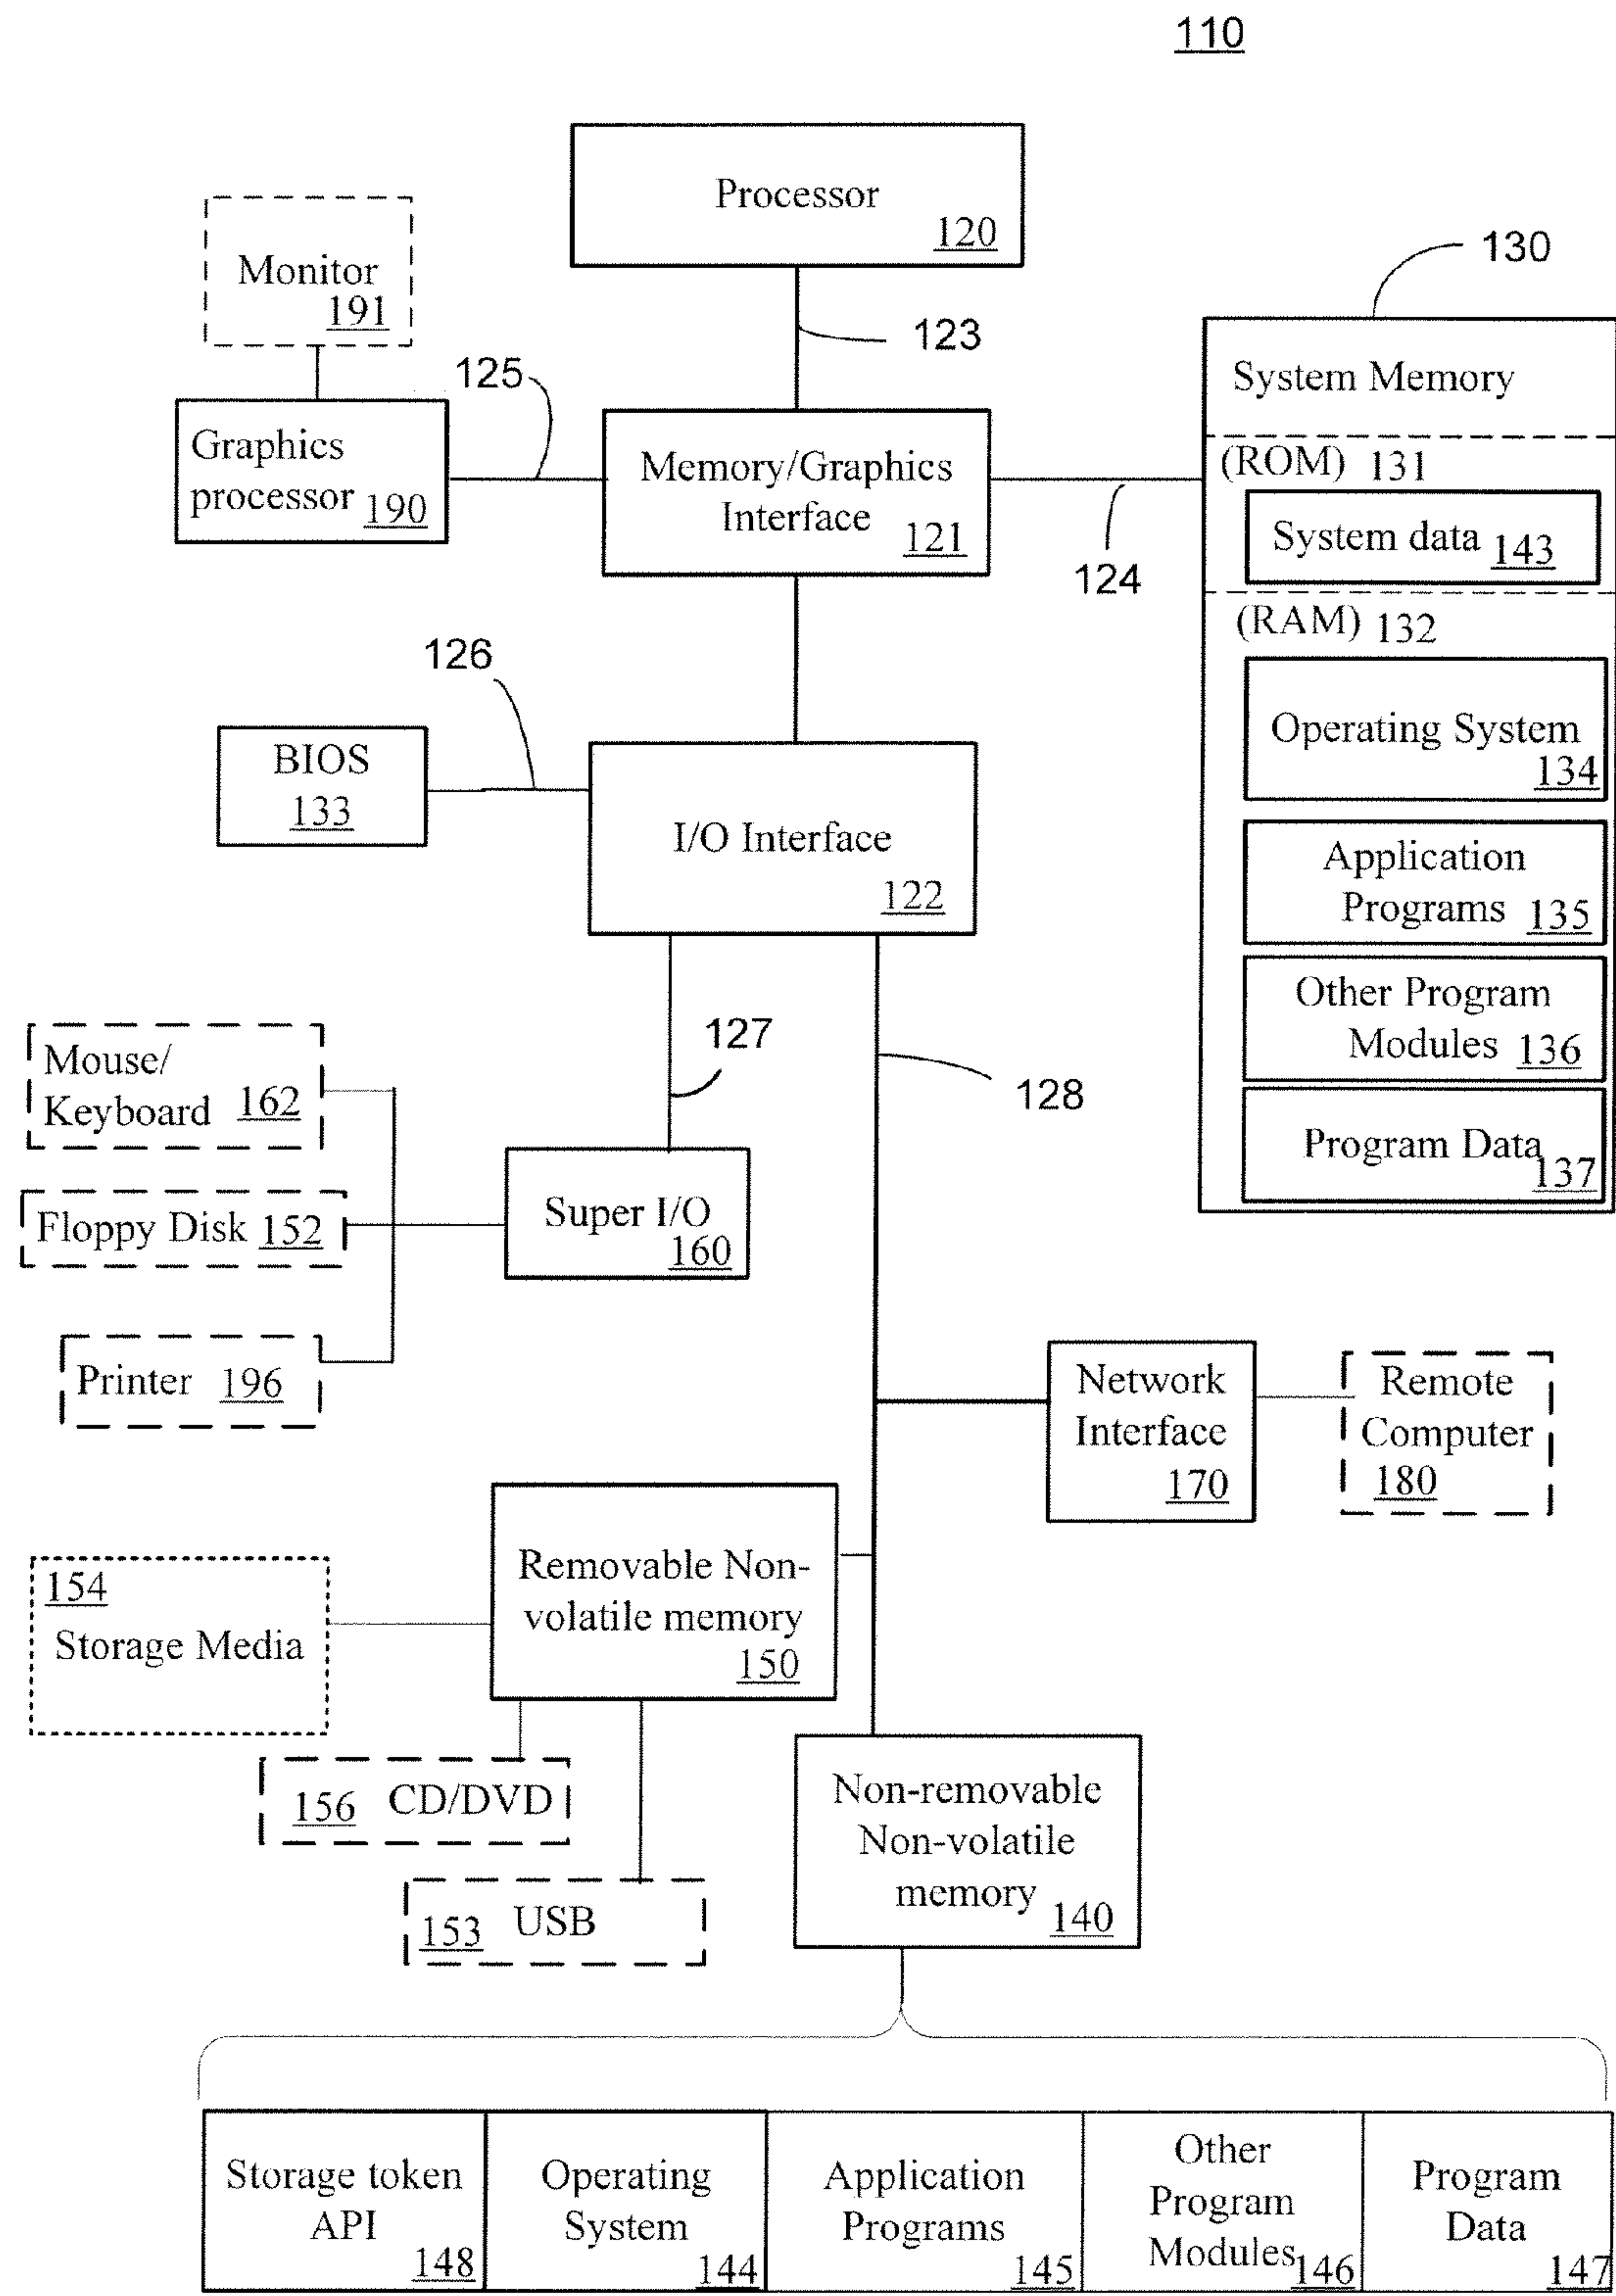 110
Processor
120
130
Monitor
191
123
125
System Memory
Graphics
processor 190
Memory/Graphics
Interface
121
(ROM) 131
System data 143
124
(RAM) 132
126
Operating System
134
BIOS
133
I/O Interface
122
Application
Programs 135
Other Program
Modules 136
127
128
Mouse/
Keyboard 162
Program Data
137
Super I/O
160
Floppy Disk 152
Printer 196
Network
Interface
170
Remote
Computer
180
Removable Non-
volatile memory
150
154
Storage Media
156 CD/DVD
153 USB
Non-removable
Non-volatile
memory
140
Storage token
API
148
Operating
System
144
Application
Programs
145
Other
Program
Modules
146
Program
Data
147